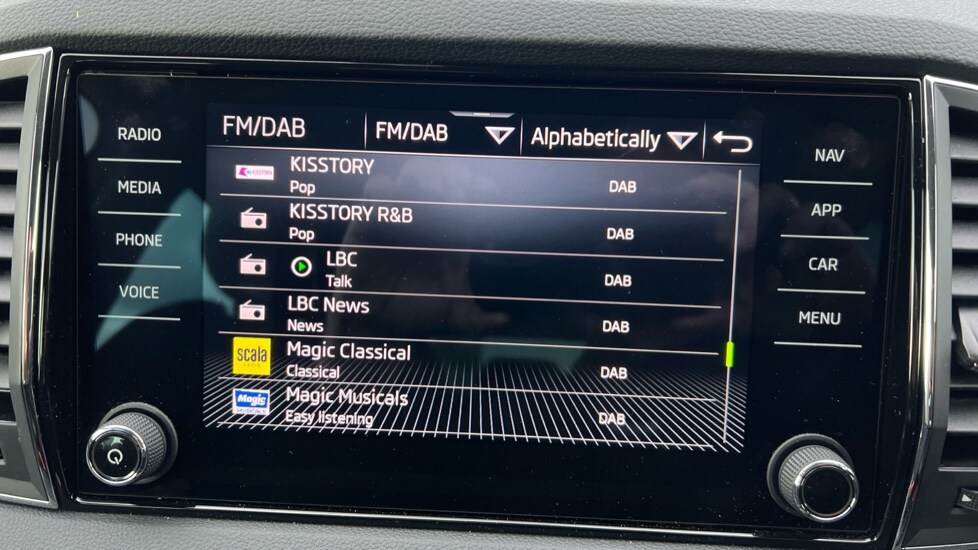 RADIO
MEDIA
PHONE
VOICE
FM/DAB
FM/DAB
Alphabetically
KISSTORY
Pop
DAB
KISSTORY R&B
Pop
DAB
LBC
Talk
DAB
LBC News
News
DAB
scala
RADIO
Magic Classical
Classical
DAB
Magic
Magic Musicals
Easy listening
DAB
NAV
APP
CAR
MENU